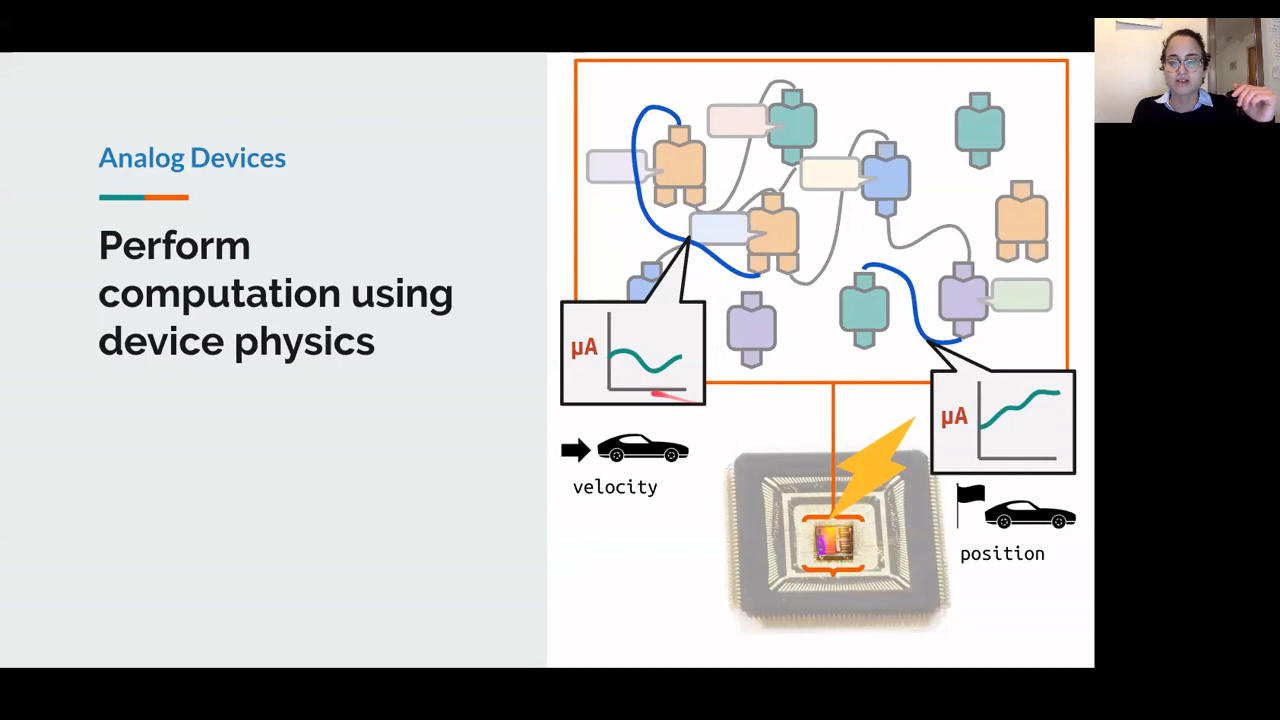 Analog Devices
Perform
computation using
device physics
µA
µA
velocity
position